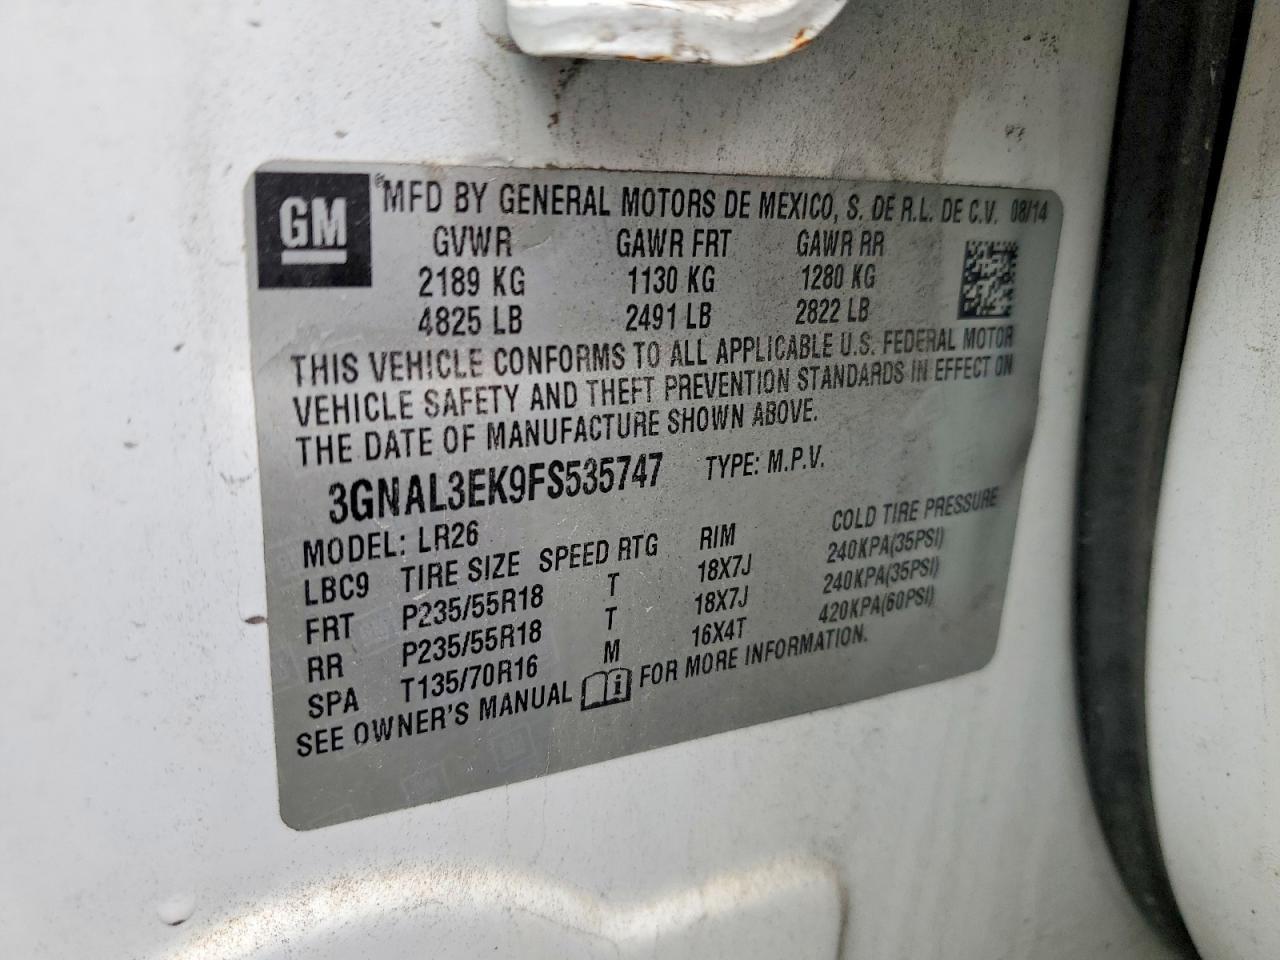 GM
MFD BY GENERAL MOTORS DE MEXICO, S. DE R.L. DE C.V. 08/14
GVWR GAWR FRT GAWR RR
2189 KG 1130 KG 1280 KG
4825 LB 2491 LB 2822 LB
THIS VEHICLE CONFORMS TO ALL APPLICABLE U.S. FEDERAL MOTOR
VEHICLE SAFETY AND THEFT PREVENTION STANDARDS IN EFFECT ON
THE DATE OF MANUFACTURE SHOWN ABOVE.
3GNAL3EK9FS535747 TYPE: M.P.V.
MODEL: LR26
LBC9 TIRE SIZE SPEED RTG RIM COLD TIRE PRESSURE
FRT P235/55R18 T 18X7J 240KPA(35PSI)
RR P235/55R18 T 18X7J 240KPA(35PSI)
SPA T135/70R16 M 16X4T 420KPA(60PSI)
SEE OWNER'S MANUAL i FOR MORE INFORMATION.